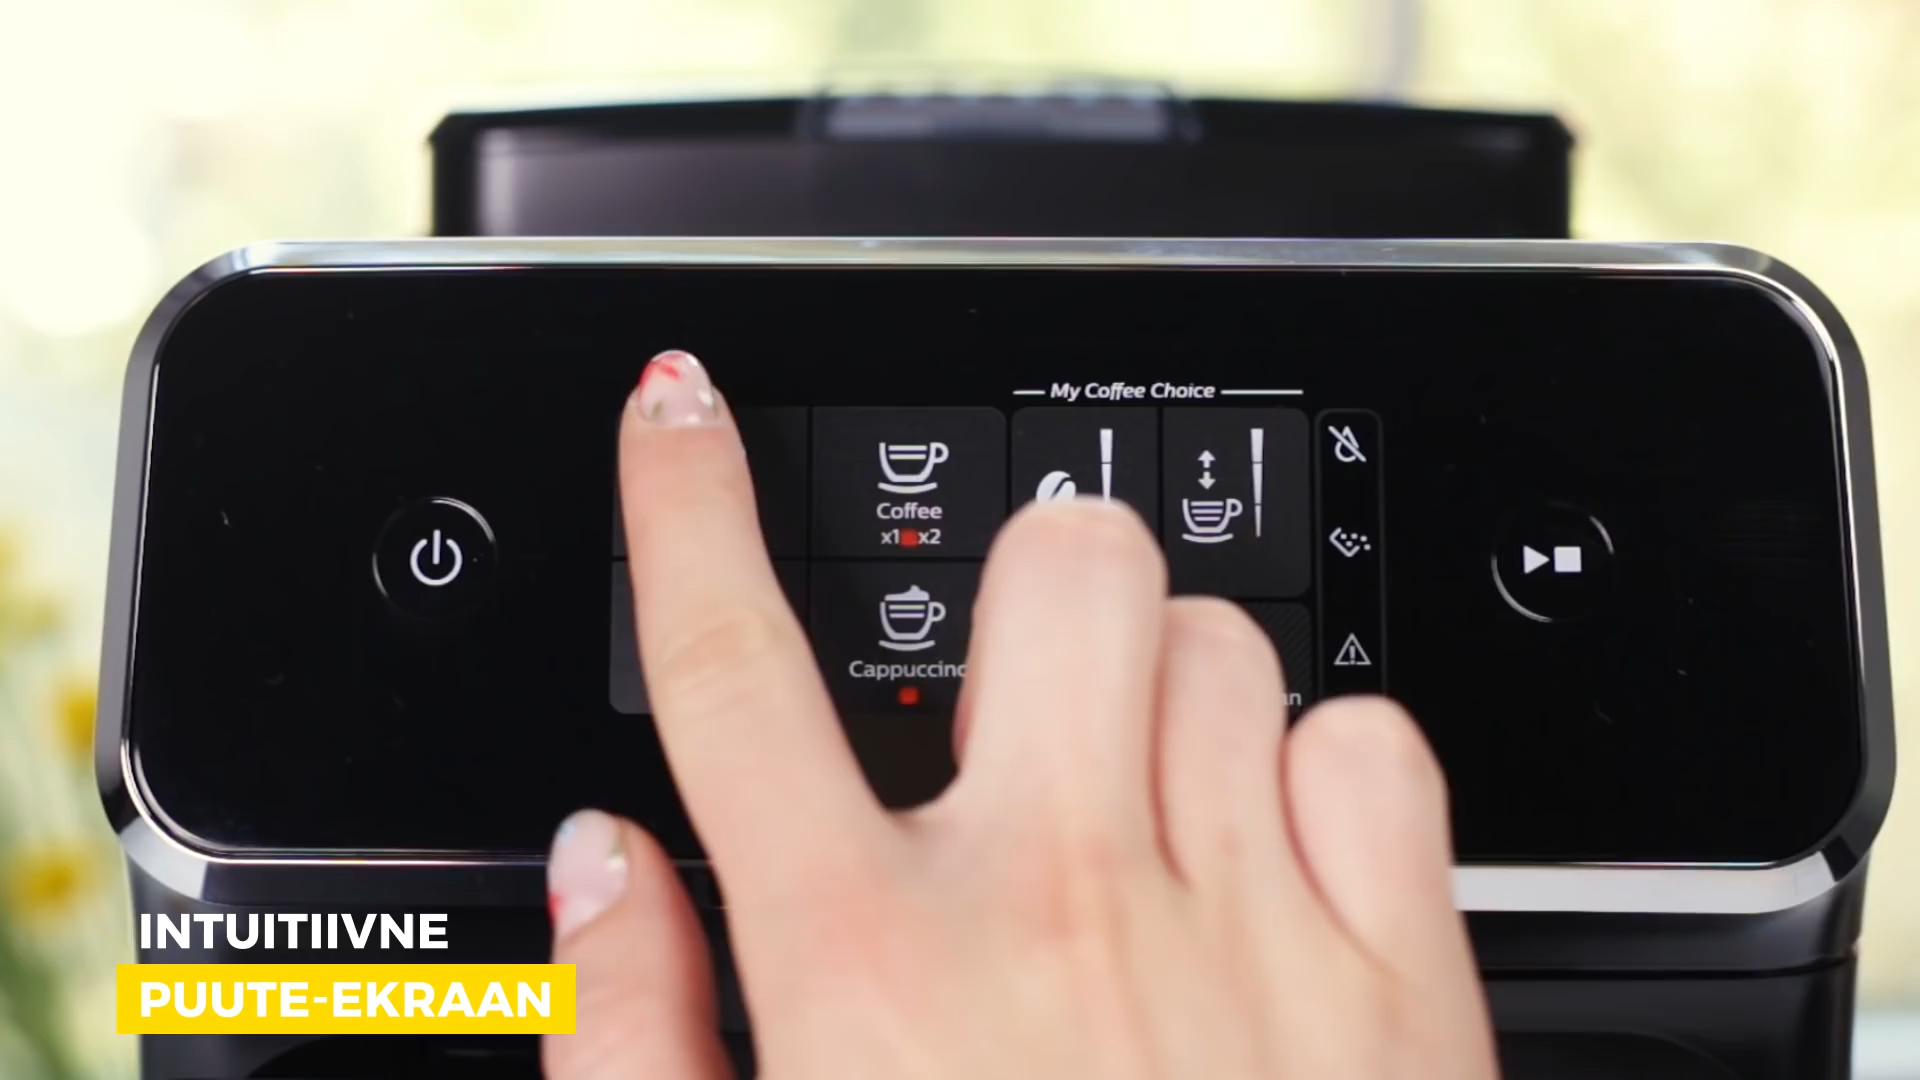 My Coffee Choice
Coffee
x1 x2
Cappuccino
INTUITIIVNE
PUUTE-EKRAAN